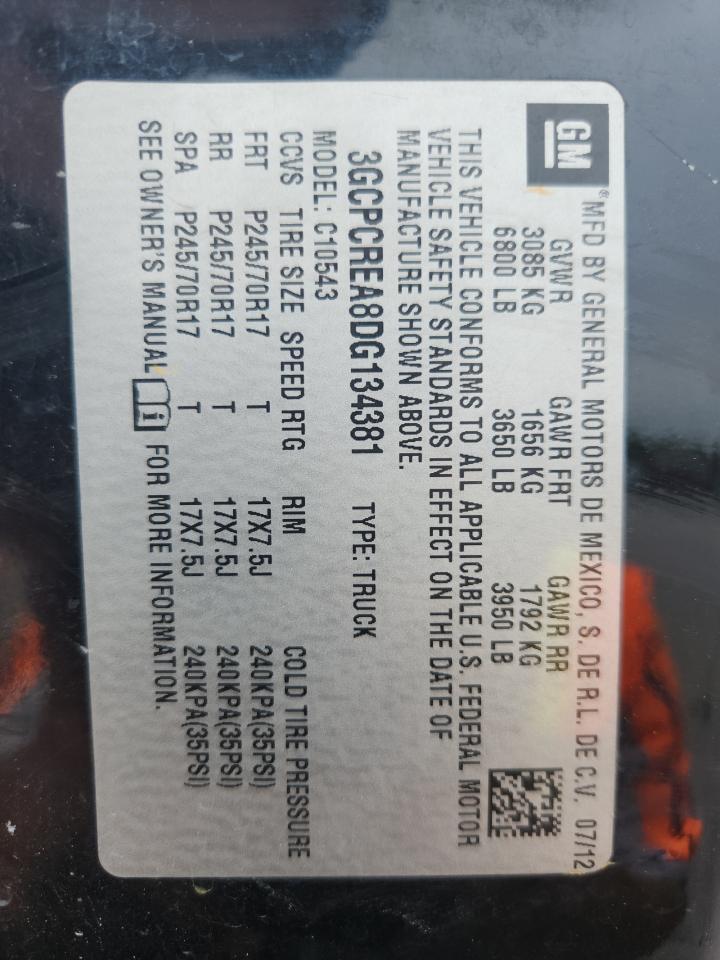 GM
® MFD BY GENERAL MOTORS DE MEXICO, S. DE R.L. DE C.V. 07/12
GVWR GAWR FRT GAWR RR
3085 KG 1656 KG 1792 KG
6800 LB 3650 LB 3950 LB
THIS VEHICLE CONFORMS TO ALL APPLICABLE U.S. FEDERAL MOTOR
VEHICLE SAFETY STANDARDS IN EFFECT ON THE DATE OF
MANUFACTURE SHOWN ABOVE.
3GCPCREA8DG134381 TYPE: TRUCK
MODEL: C10543
CCVS TIRE SIZE SPEED RTG RIM COLD TIRE PRESSURE
FRT P245/70R17 T 17X7.5J 240KPA(35PSI)
RR P245/70R17 T 17X7.5J 240KPA(35PSI)
SPA P245/70R17 T 17X7.5J 240KPA(35PSI)
SEE OWNER'S MANUAL i FOR MORE INFORMATION.